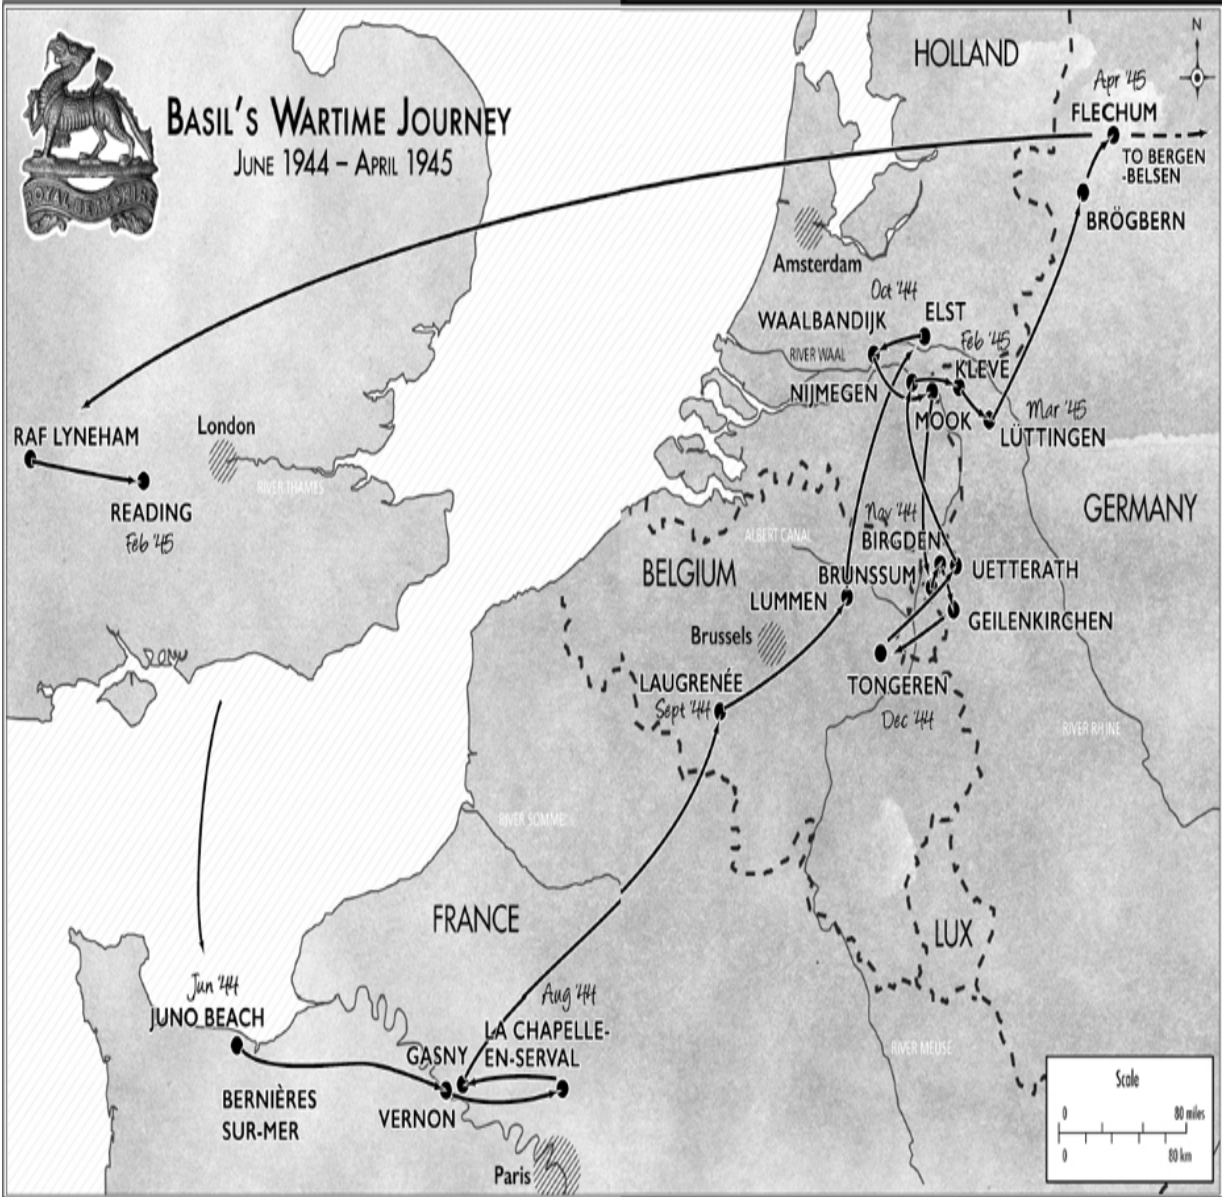 BASIL'S WARTIME JOURNEY
JUNE 1944 – APRIL 1945
ROYAL BERKSHIRE
HOLLAND
N
Apr '45
FLECHUM
TO BERGEN
-BELSEN
BRÖGBERN
Amsterdam
Oct '44
ELST
WAALBANDIJK
RIVER WAAL
Feb '45
KLEVE
NIJMEGEN
MOOK
Mar '45
LÜTTINGEN
RAF LYNEHAM
London
RIVER THAMES
READING
Feb '45
GERMANY
Nov '44
ALBERT CANAL
BIRGDEN
BELGIUM
BRUNSSUM
UETTERATH
LUMMEN
GEILENKIRCHEN
Brussels
LAUGRENÉE
Sept '44
TONGEREN
Dec '44
RIVER RHINE
RIVER SOMME
FRANCE
LUX
Jun '44
JUNO BEACH
Aug '44
LA CHAPELLE-
EN-SERVAL
GASNY
RIVER MEUSE
BERNIÈRES
SUR-MER
VERNON
Paris
Scale
0 80 miles
0 80 km